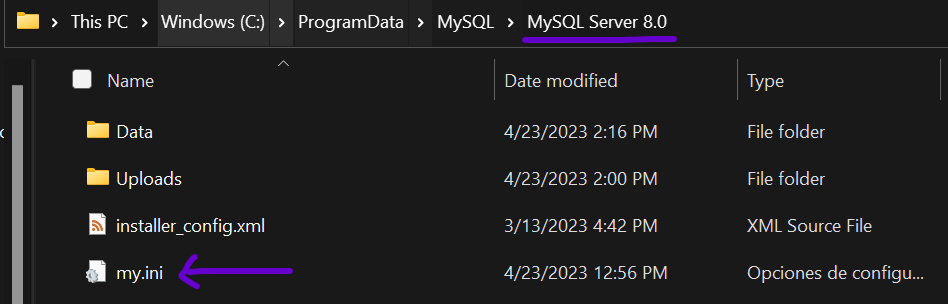 This PC > Windows (C:) > ProgramData > MySQL > MySQL Server 8.0
Name Date modified Type
Data 4/23/2023 2:16 PM File folder
Uploads 4/23/2023 2:00 PM File folder
installer_config.xml 3/13/2023 4:42 PM XML Source File
my.ini 4/23/2023 12:56 PM Opciones de configu...